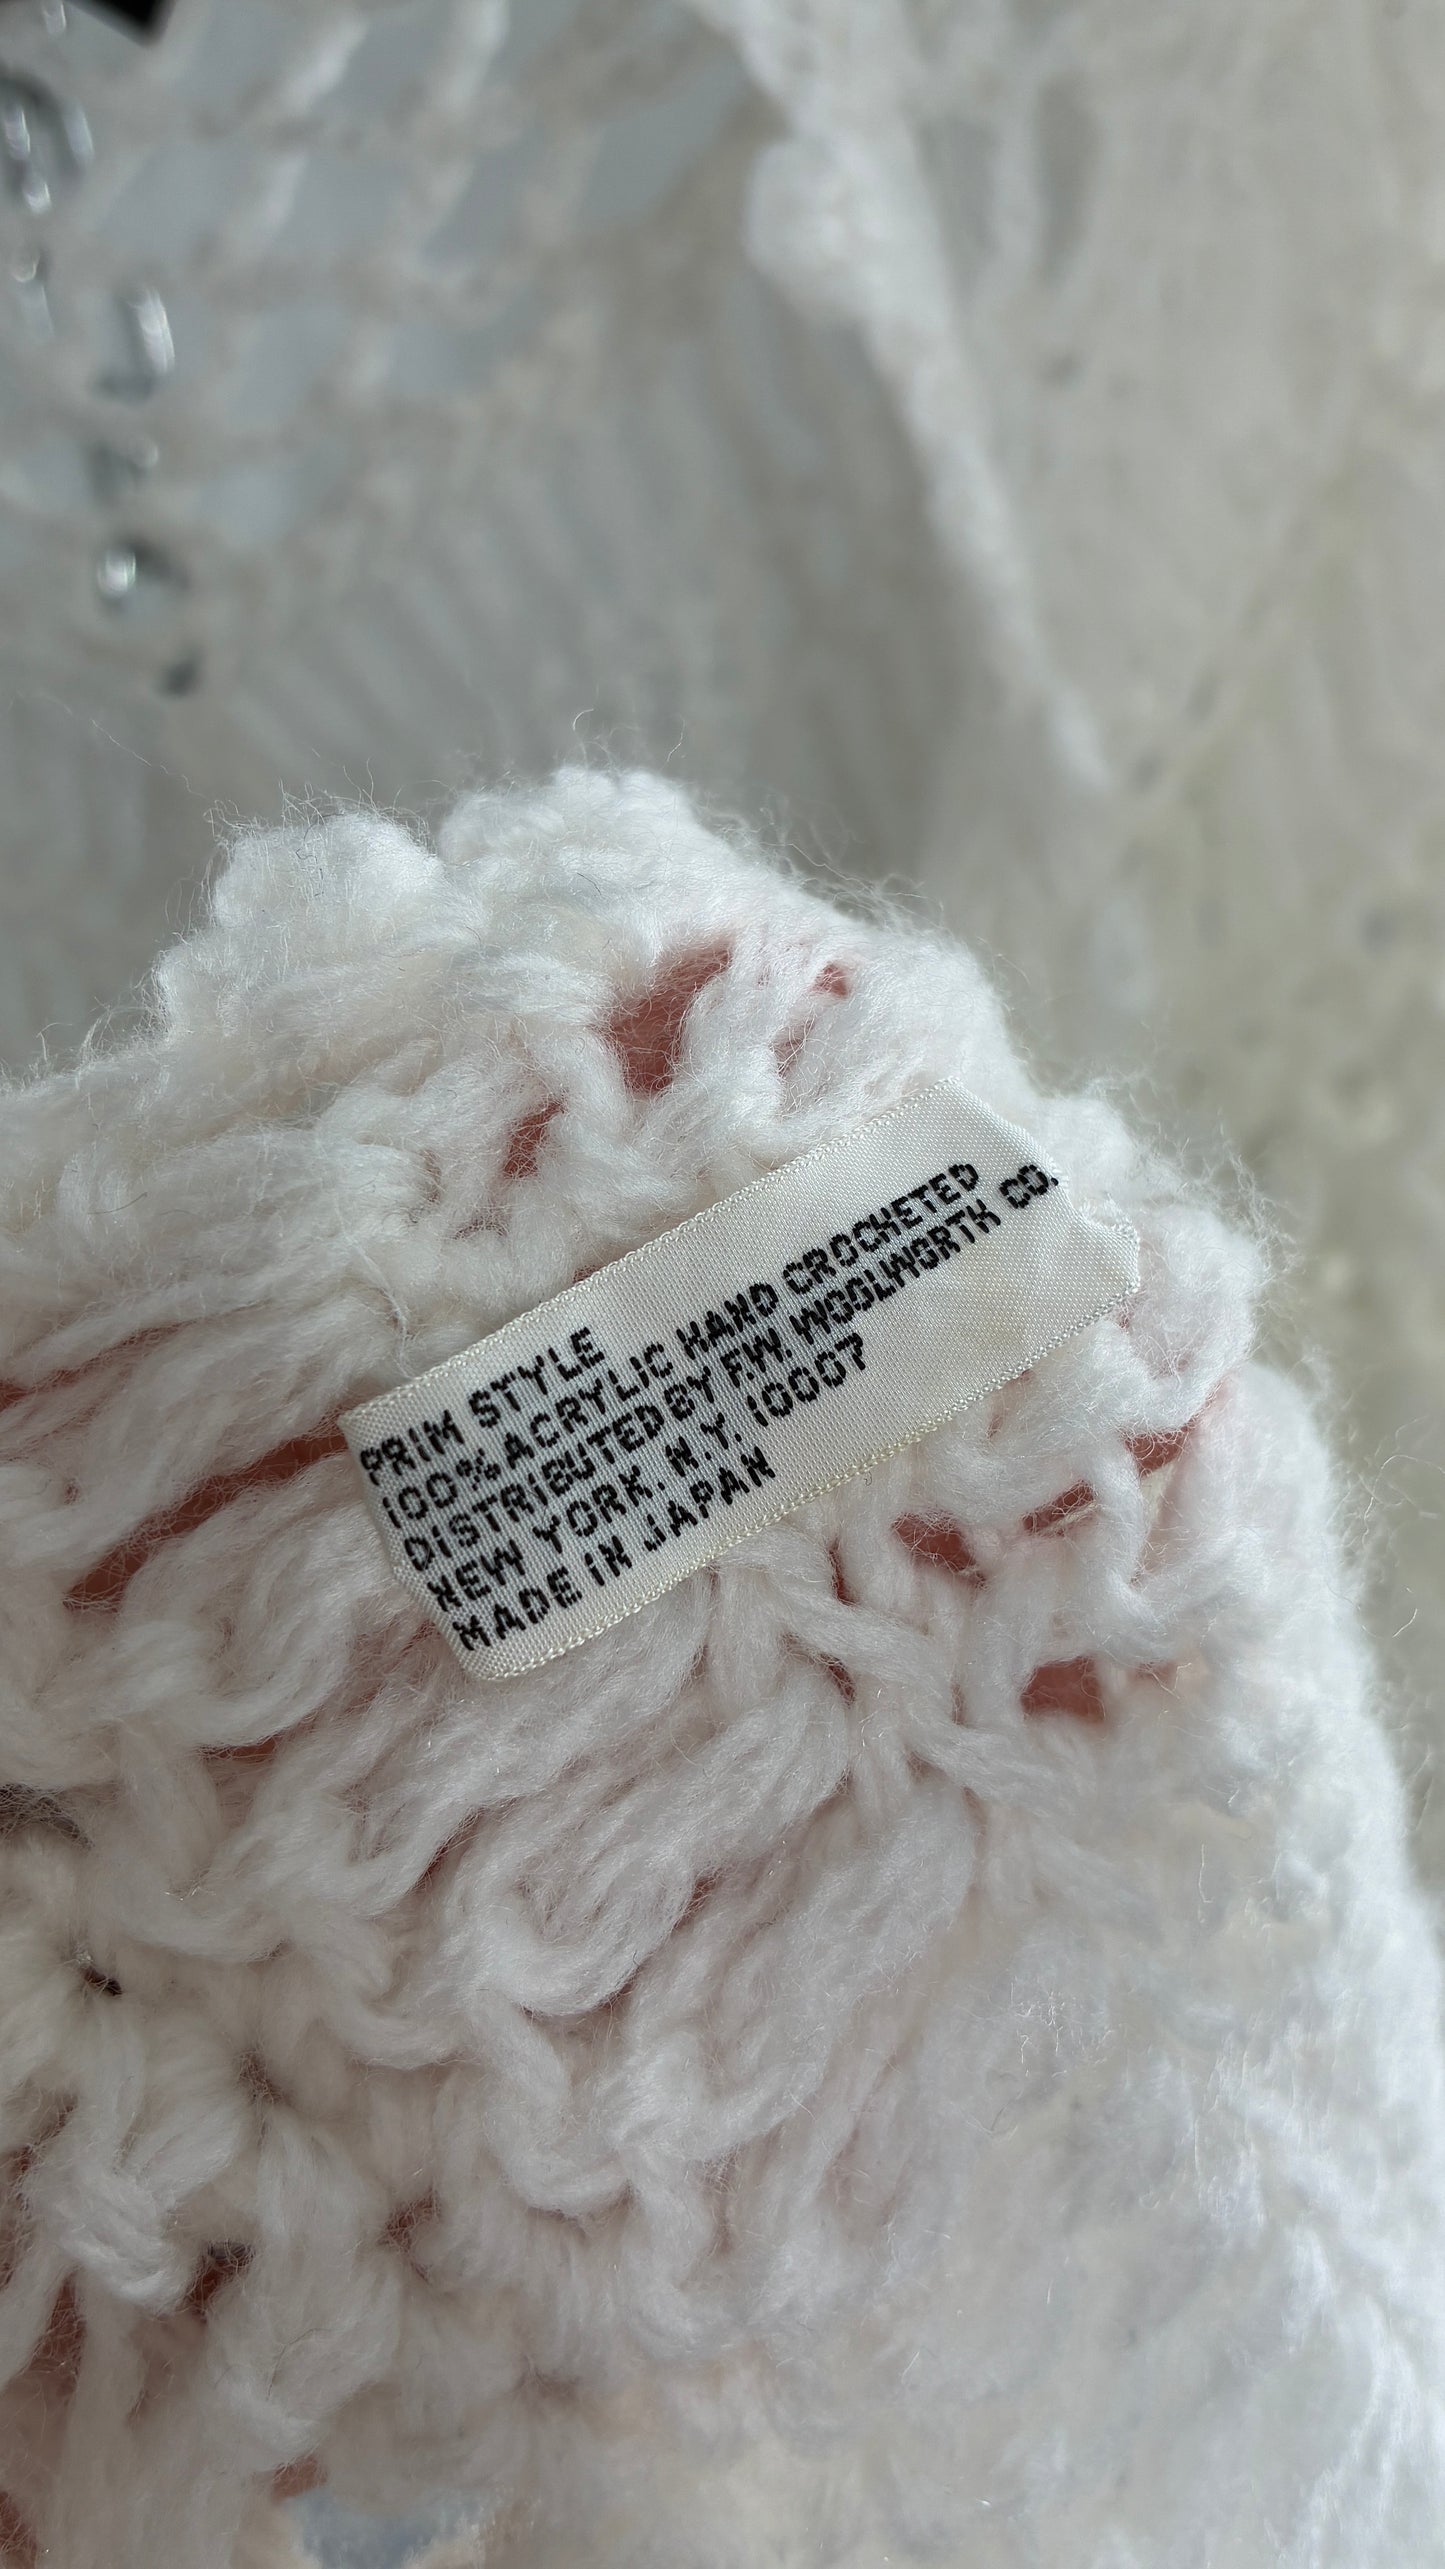 PRIM STYLE
100% ACRYLIC HAND CROCHETED
DISTRIBUTED BY F.W. WOOLWORTH CO.
NEW YORK. N.Y. 10007
MADE IN JAPAN